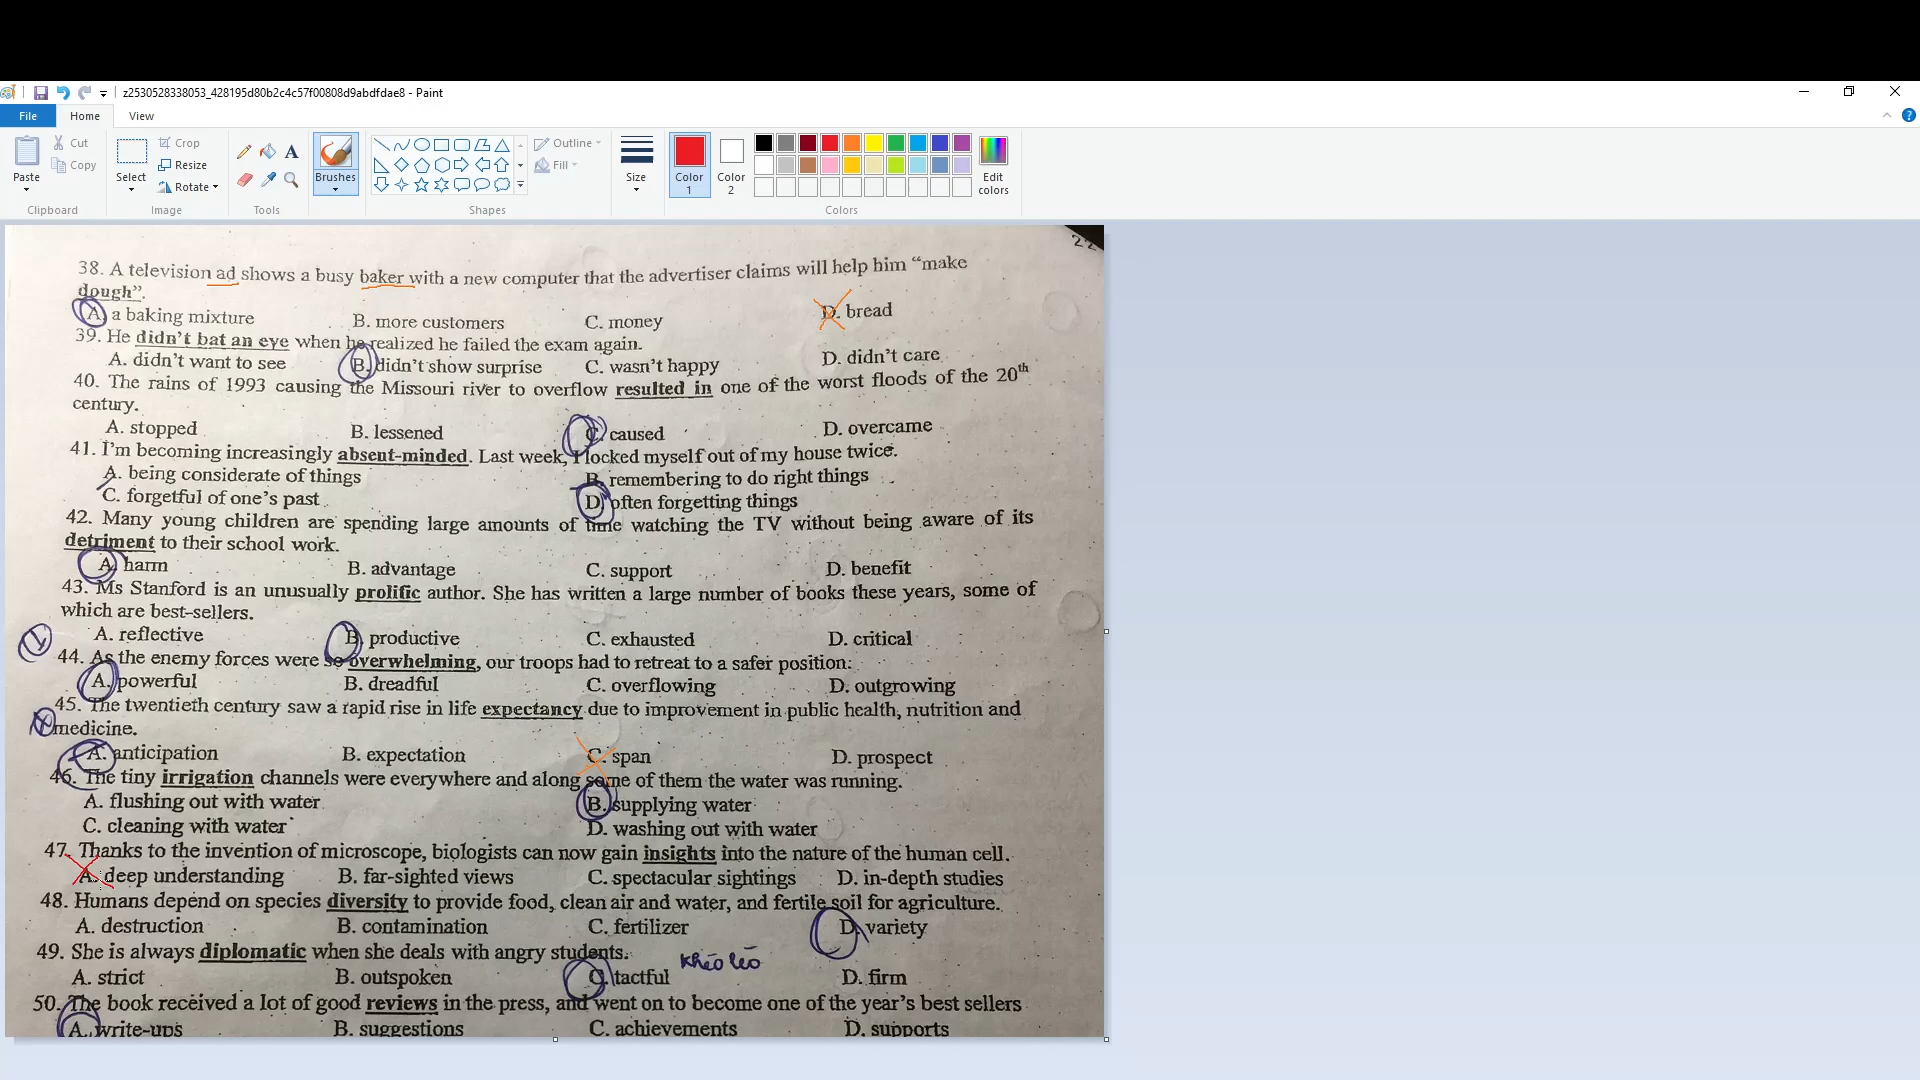 z2530528338053_428195d80b2c4c57f00808d9abdfdae8 - Paint
File Home View
Paste Cut Copy Select Crop Resize Rotate Brushes Outline Fill Size Color 1 Color 2 Edit colors
Clipboard Image Tools Shapes Colors
22
38. A television ad shows a busy baker with a new computer that the advertiser claims will help him “make
dough”.
A. a baking mixture B. more customers C. money D. bread
39. He didn’t bat an eye when he realized he failed the exam again.
A. didn’t want to see B. didn’t show surprise C. wasn’t happy D. didn’t care
40. The rains of 1993 causing the Missouri river to overflow resulted in one of the worst floods of the 20th
century.
A. stopped B. lessened C. caused D. overcame
41. I’m becoming increasingly absent-minded. Last week, I locked myself out of my house twice.
A. being considerate of things B. remembering to do right things
C. forgetful of one’s past D. often forgetting things
42. Many young children are spending large amounts of time watching the TV without being aware of its
detriment to their school work.
A. harm B. advantage C. support D. benefit
43. Ms Stanford is an unusually prolific author. She has written a large number of books these years, some of
which are best-sellers.
A. reflective B. productive C. exhausted D. critical
44. As the enemy forces were so overwhelming, our troops had to retreat to a safer position:
A. powerful B. dreadful C. overflowing D. outgrowing
45. The twentieth century saw a rapid rise in life expectancy due to improvement in public health, nutrition and
medicine.
A. anticipation B. expectation C. span D. prospect
46. The tiny irrigation channels were everywhere and along some of them the water was running.
A. flushing out with water B. supplying water
C. cleaning with water D. washing out with water
47. Thanks to the invention of microscope, biologists can now gain insights into the nature of the human cell.
A. deep understanding B. far-sighted views C. spectacular sightings D. in-depth studies
48. Humans depend on species diversity to provide food, clean air and water, and fertile soil for agriculture.
A. destruction B. contamination C. fertilizer D. variety
49. She is always diplomatic when she deals with angry students.
khéo léo
A. strict B. outspoken C. tactful D. firm
50. The book received a lot of good reviews in the press, and went on to become one of the year’s best sellers
A. write-ups B. suggestions C. achievements D. supports